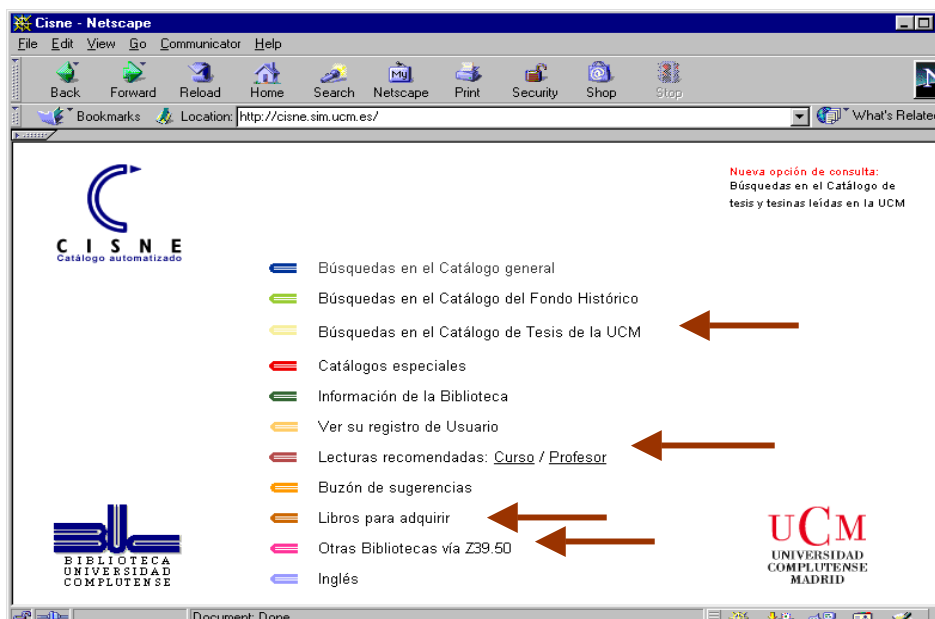 Cisne - Netscape
File Edit View Go Communicator Help
Back Forward Reload Home Search Netscape Print Security Shop Stop
Bookmarks Location: http://cisne.sim.ucm.es/ What's Related
Nueva opción de consulta:
Búsquedas en el Catálogo de
tesis y tesinas leídas en la UCM
CISNE
Catálogo automatizado
Búsquedas en el Catálogo general
Búsquedas en el Catálogo del Fondo Histórico
Búsquedas en el Catálogo de Tesis de la UCM
Catálogos especiales
Información de la Biblioteca
Ver su registro de Usuario
Lecturas recomendadas: Curso / Profesor
Buzón de sugerencias
Libros para adquirir
Otras Bibliotecas vía Z39.50
Inglés
BIBLIOTECA
UNIVERSIDAD
COMPLUTENSE
UCM
UNIVERSIDAD
COMPLUTENSE
MADRID
Document: Done